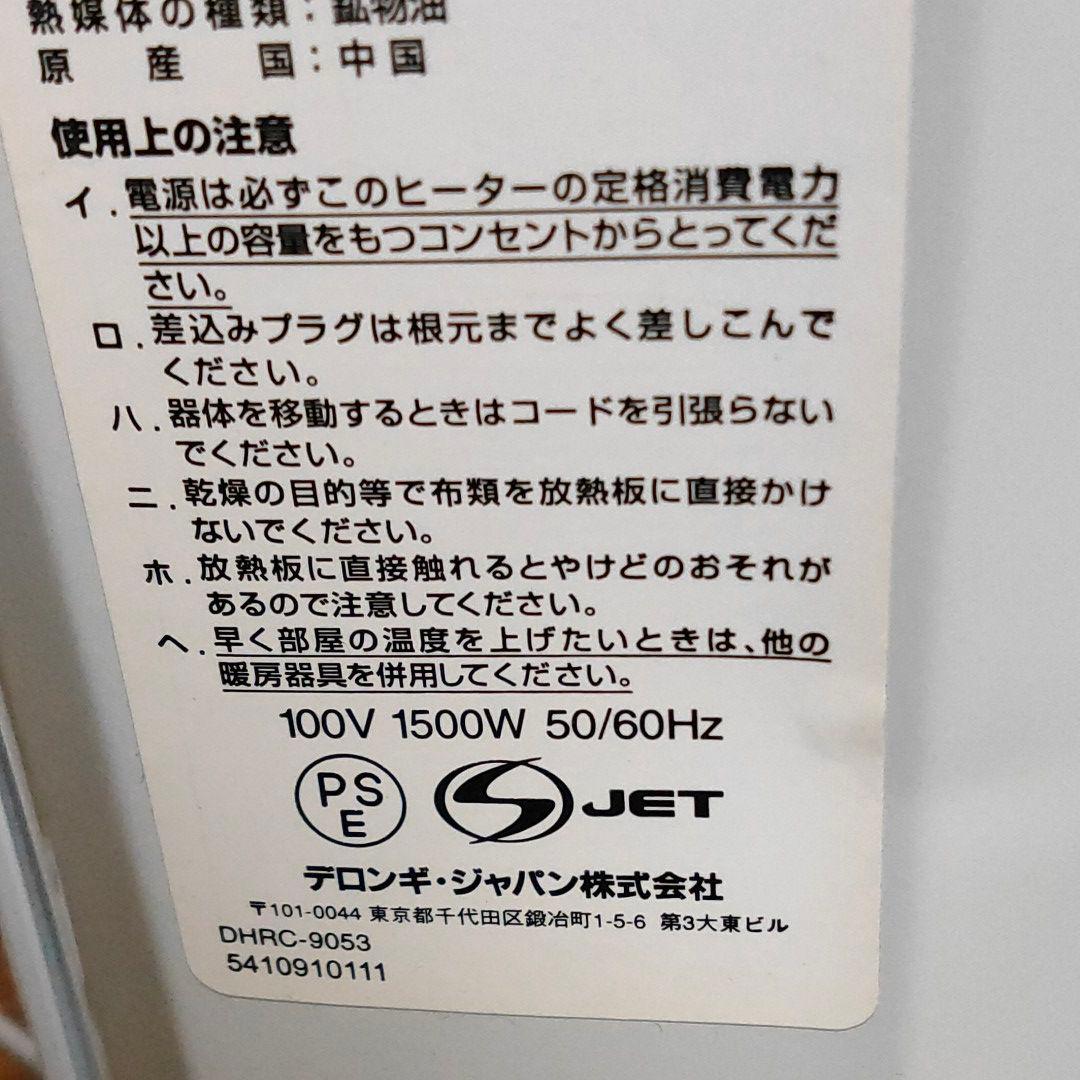 熱媒体の種類：鉱物油
原産国：中国
使用上の注意
イ．電源は必ずこのヒーターの定格消費電力
以上の容量をもつコンセントからとってくだ
さい。
ロ．差込みプラグは根元までよく差しこんで
ください。
ハ．器体を移動するときはコードを引張らない
でください。
ニ．乾燥の目的等で布類を放熱板に直接かけ
ないでください。
ホ．放熱板に直接触れるとやけどのおそれが
あるので注意してください。
ヘ．早く部屋の温度を上げたいときは、他の
暖房器具を併用してください。
100V 1500W 50/60Hz
PS
E
JET
デロンギ・ジャパン株式会社
〒101-0044 東京都千代田区鍛冶町1-5-6 第3大東ビル
DHRC-9053
5410910111